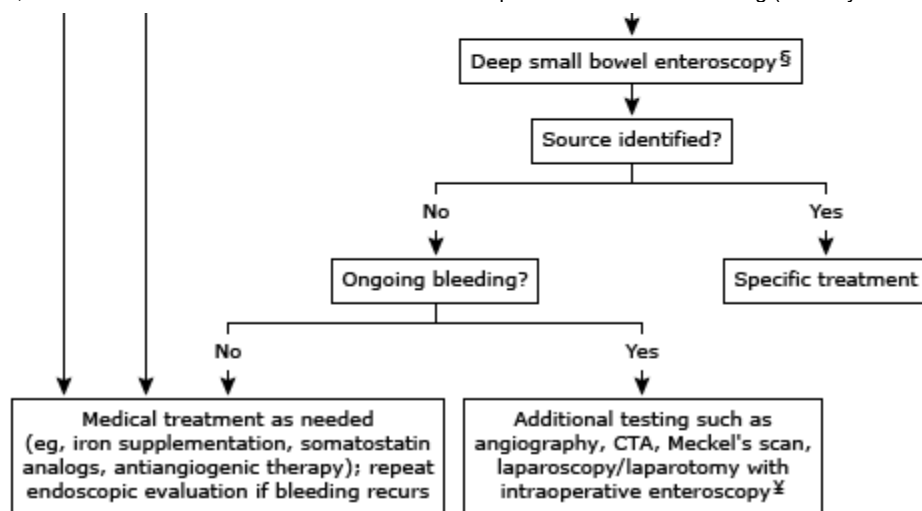 Deep small bowel enteroscopy§
Source identified?
No
Yes
Ongoing bleeding?
Specific treatment
No
Yes
Medical treatment as needed
(eg, iron supplementation, somatostatin
analogs, antiangiogenic therapy); repeat
endoscopic evaluation if bleeding recurs
Additional testing such as
angiography, CTA, Meckel's scan,
laparoscopy/laparotomy with
intraoperative enteroscopy¥